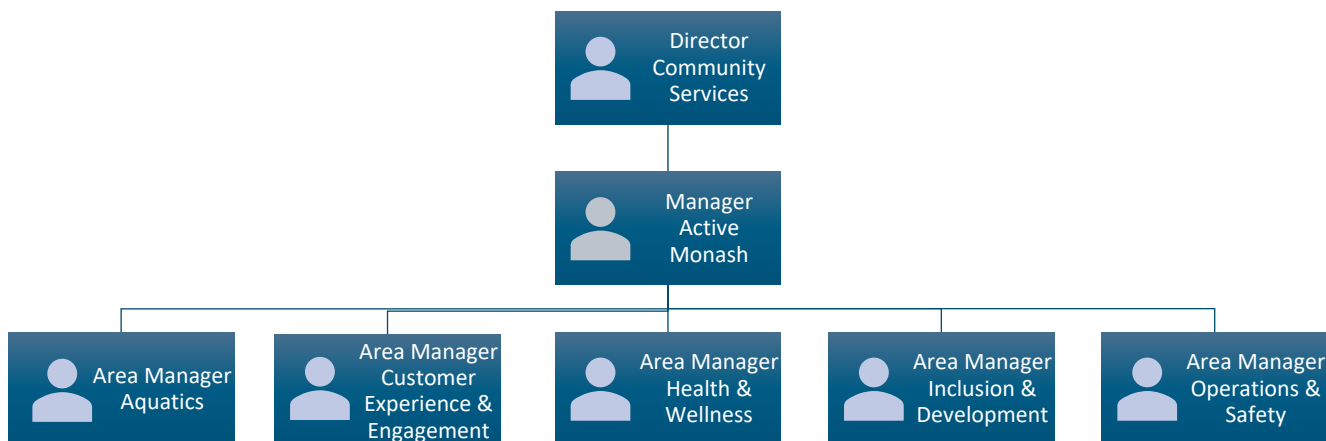 Director
Community
Services
Manager
Active
Monash
Area Manager
Aquatics
Area Manager
Customer
Experience &
Engagement
Area Manager
Health &
Wellness
Area Manager
Inclusion &
Development
Area Manager
Operations &
Safety